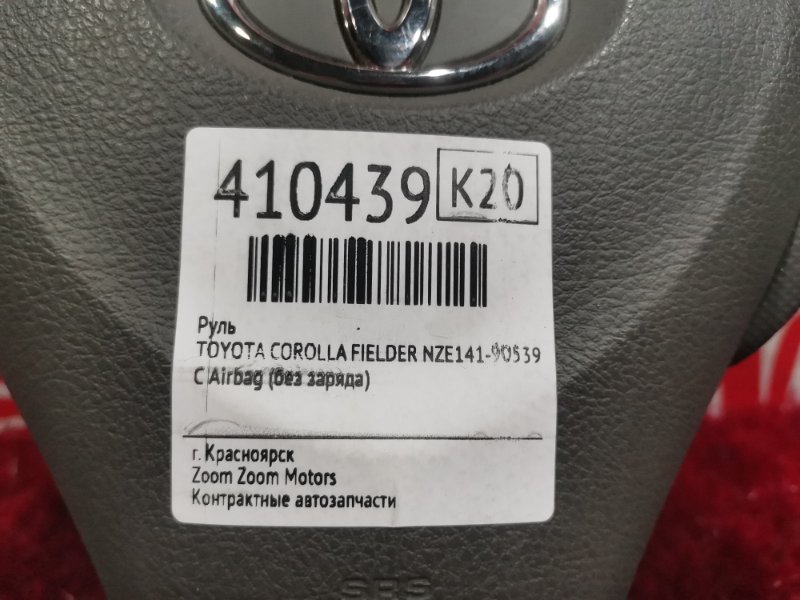 410439 K20
Руль
TOYOTA COROLLA FIELDER NZE141-90539
С Airbag (без заряда)
г. Красноярск
Zoom Zoom Motors
Контрактные автозапчасти
SRS